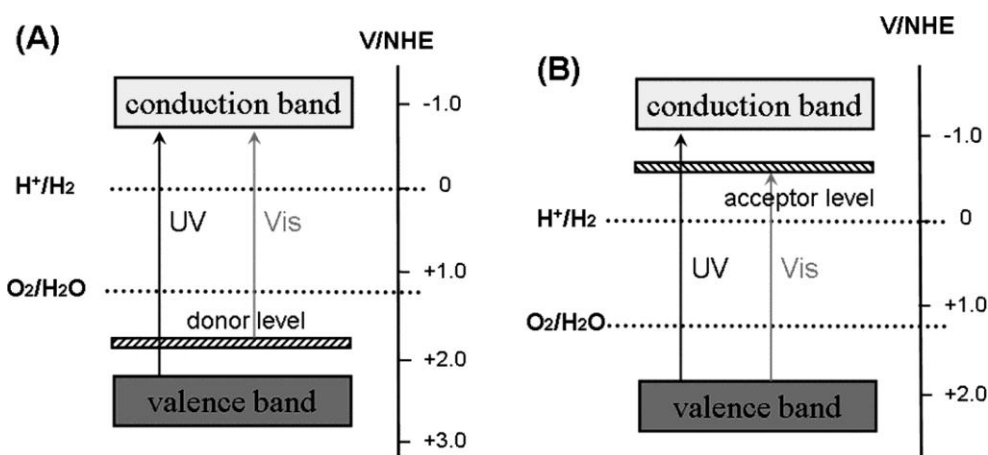 (A)
V/NHE
conduction band
-1.0
H⁺/H₂
0
UV
Vis
+1.0
O₂/H₂O
donor level
+2.0
valence band
+3.0
(B)
V/NHE
conduction band
-1.0
acceptor level
H⁺/H₂
0
UV
Vis
+1.0
O₂/H₂O
valence band
+2.0